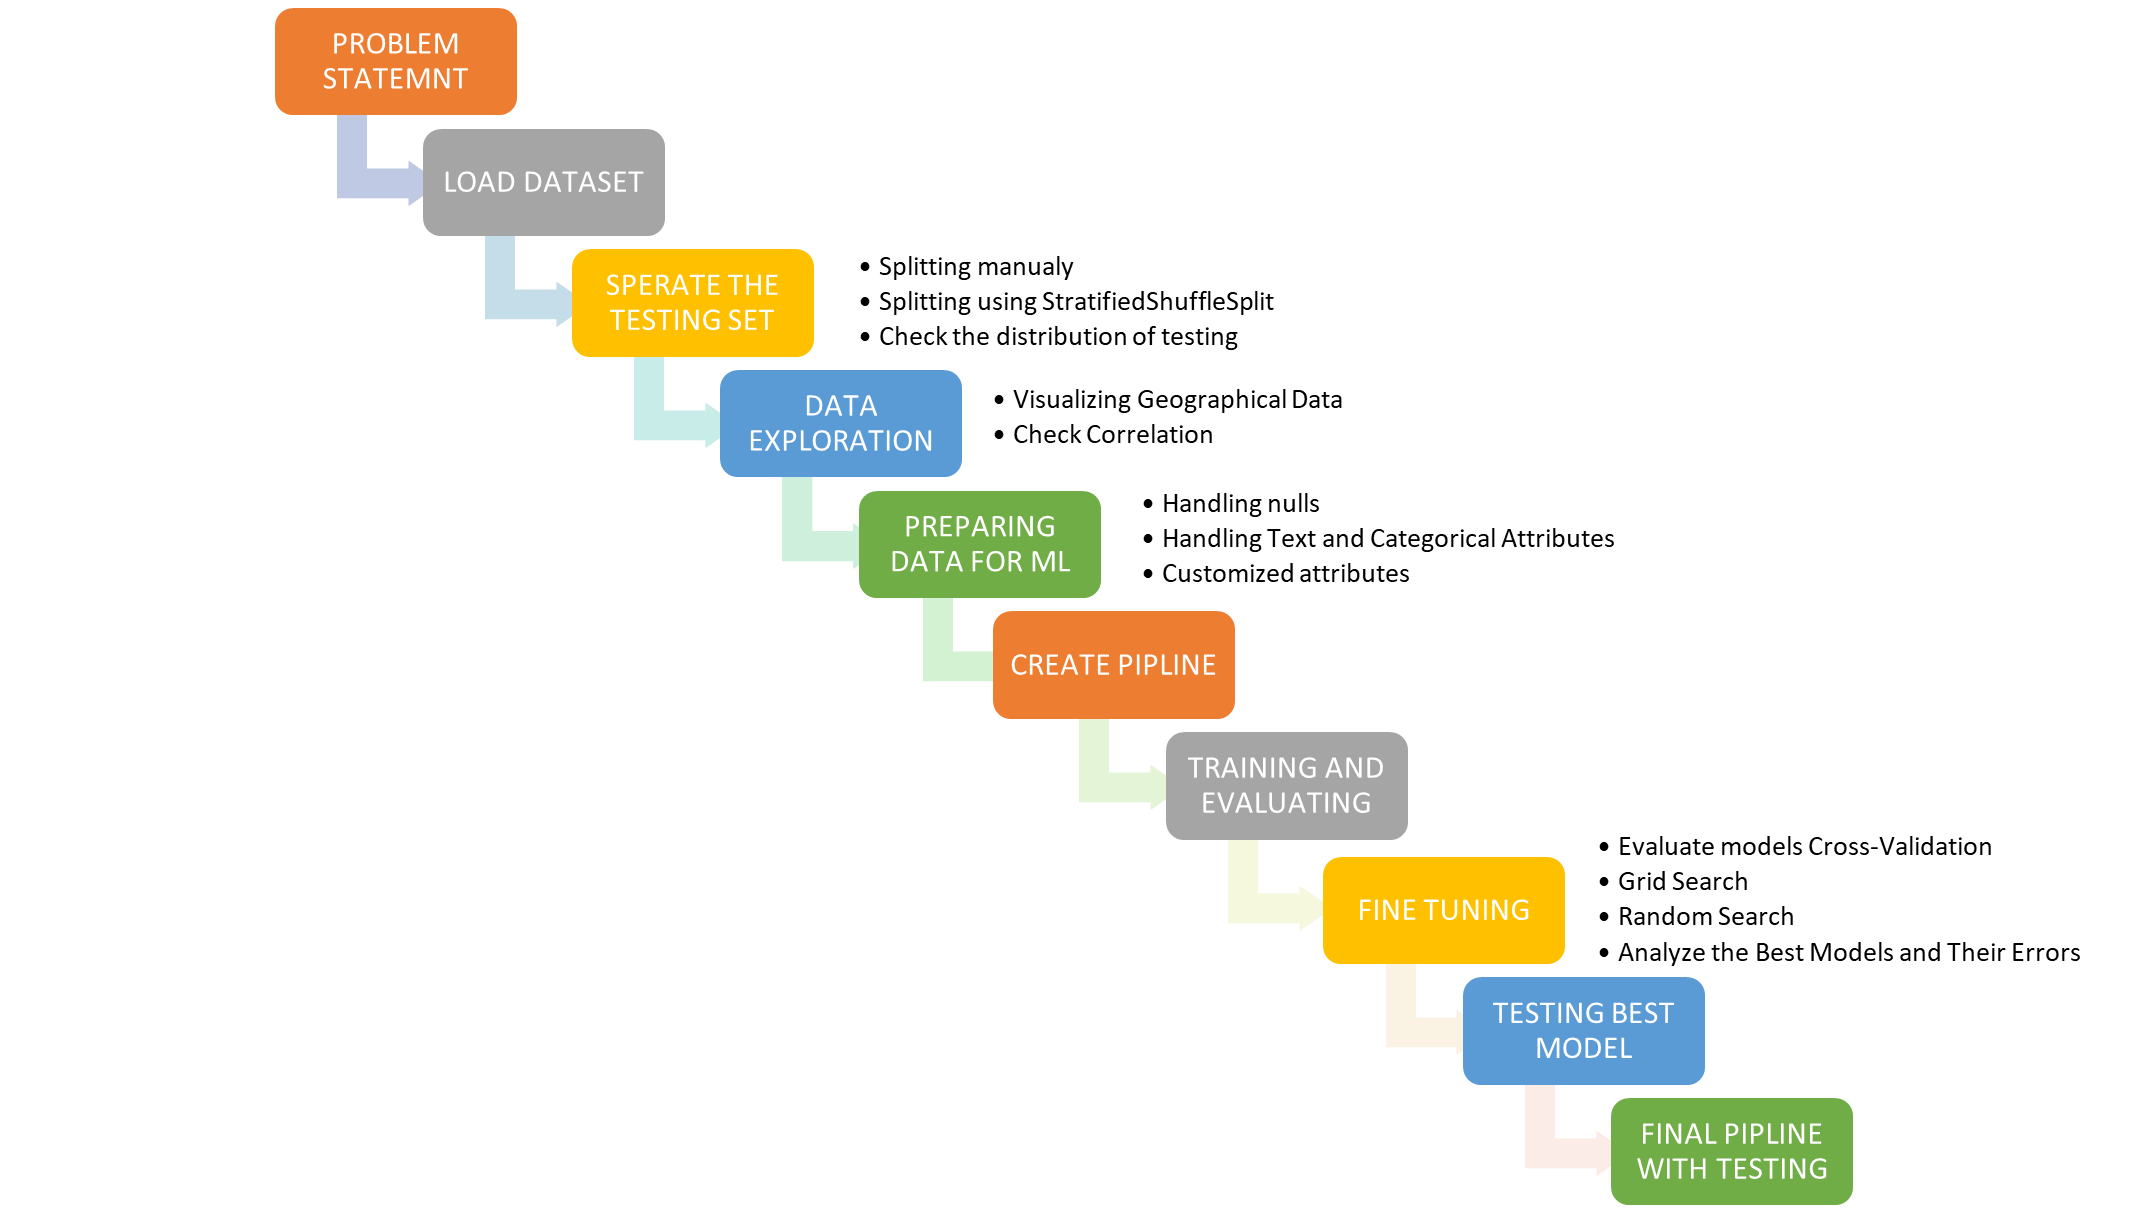 PROBLEM
STATEMNT
LOAD DATASET
SPERATE THE
TESTING SET
• Splitting manualy
• Splitting using StratifiedShuffleSplit
• Check the distribution of testing
DATA
EXPLORATION
• Visualizing Geographical Data
• Check Correlation
PREPARING
DATA FOR ML
• Handling nulls
• Handling Text and Categorical Attributes
• Customized attributes
CREATE PIPLINE
TRAINING AND
EVALUATING
FINE TUNING
• Evaluate models Cross-Validation
• Grid Search
• Random Search
• Analyze the Best Models and Their Errors
TESTING BEST
MODEL
FINAL PIPLINE
WITH TESTING